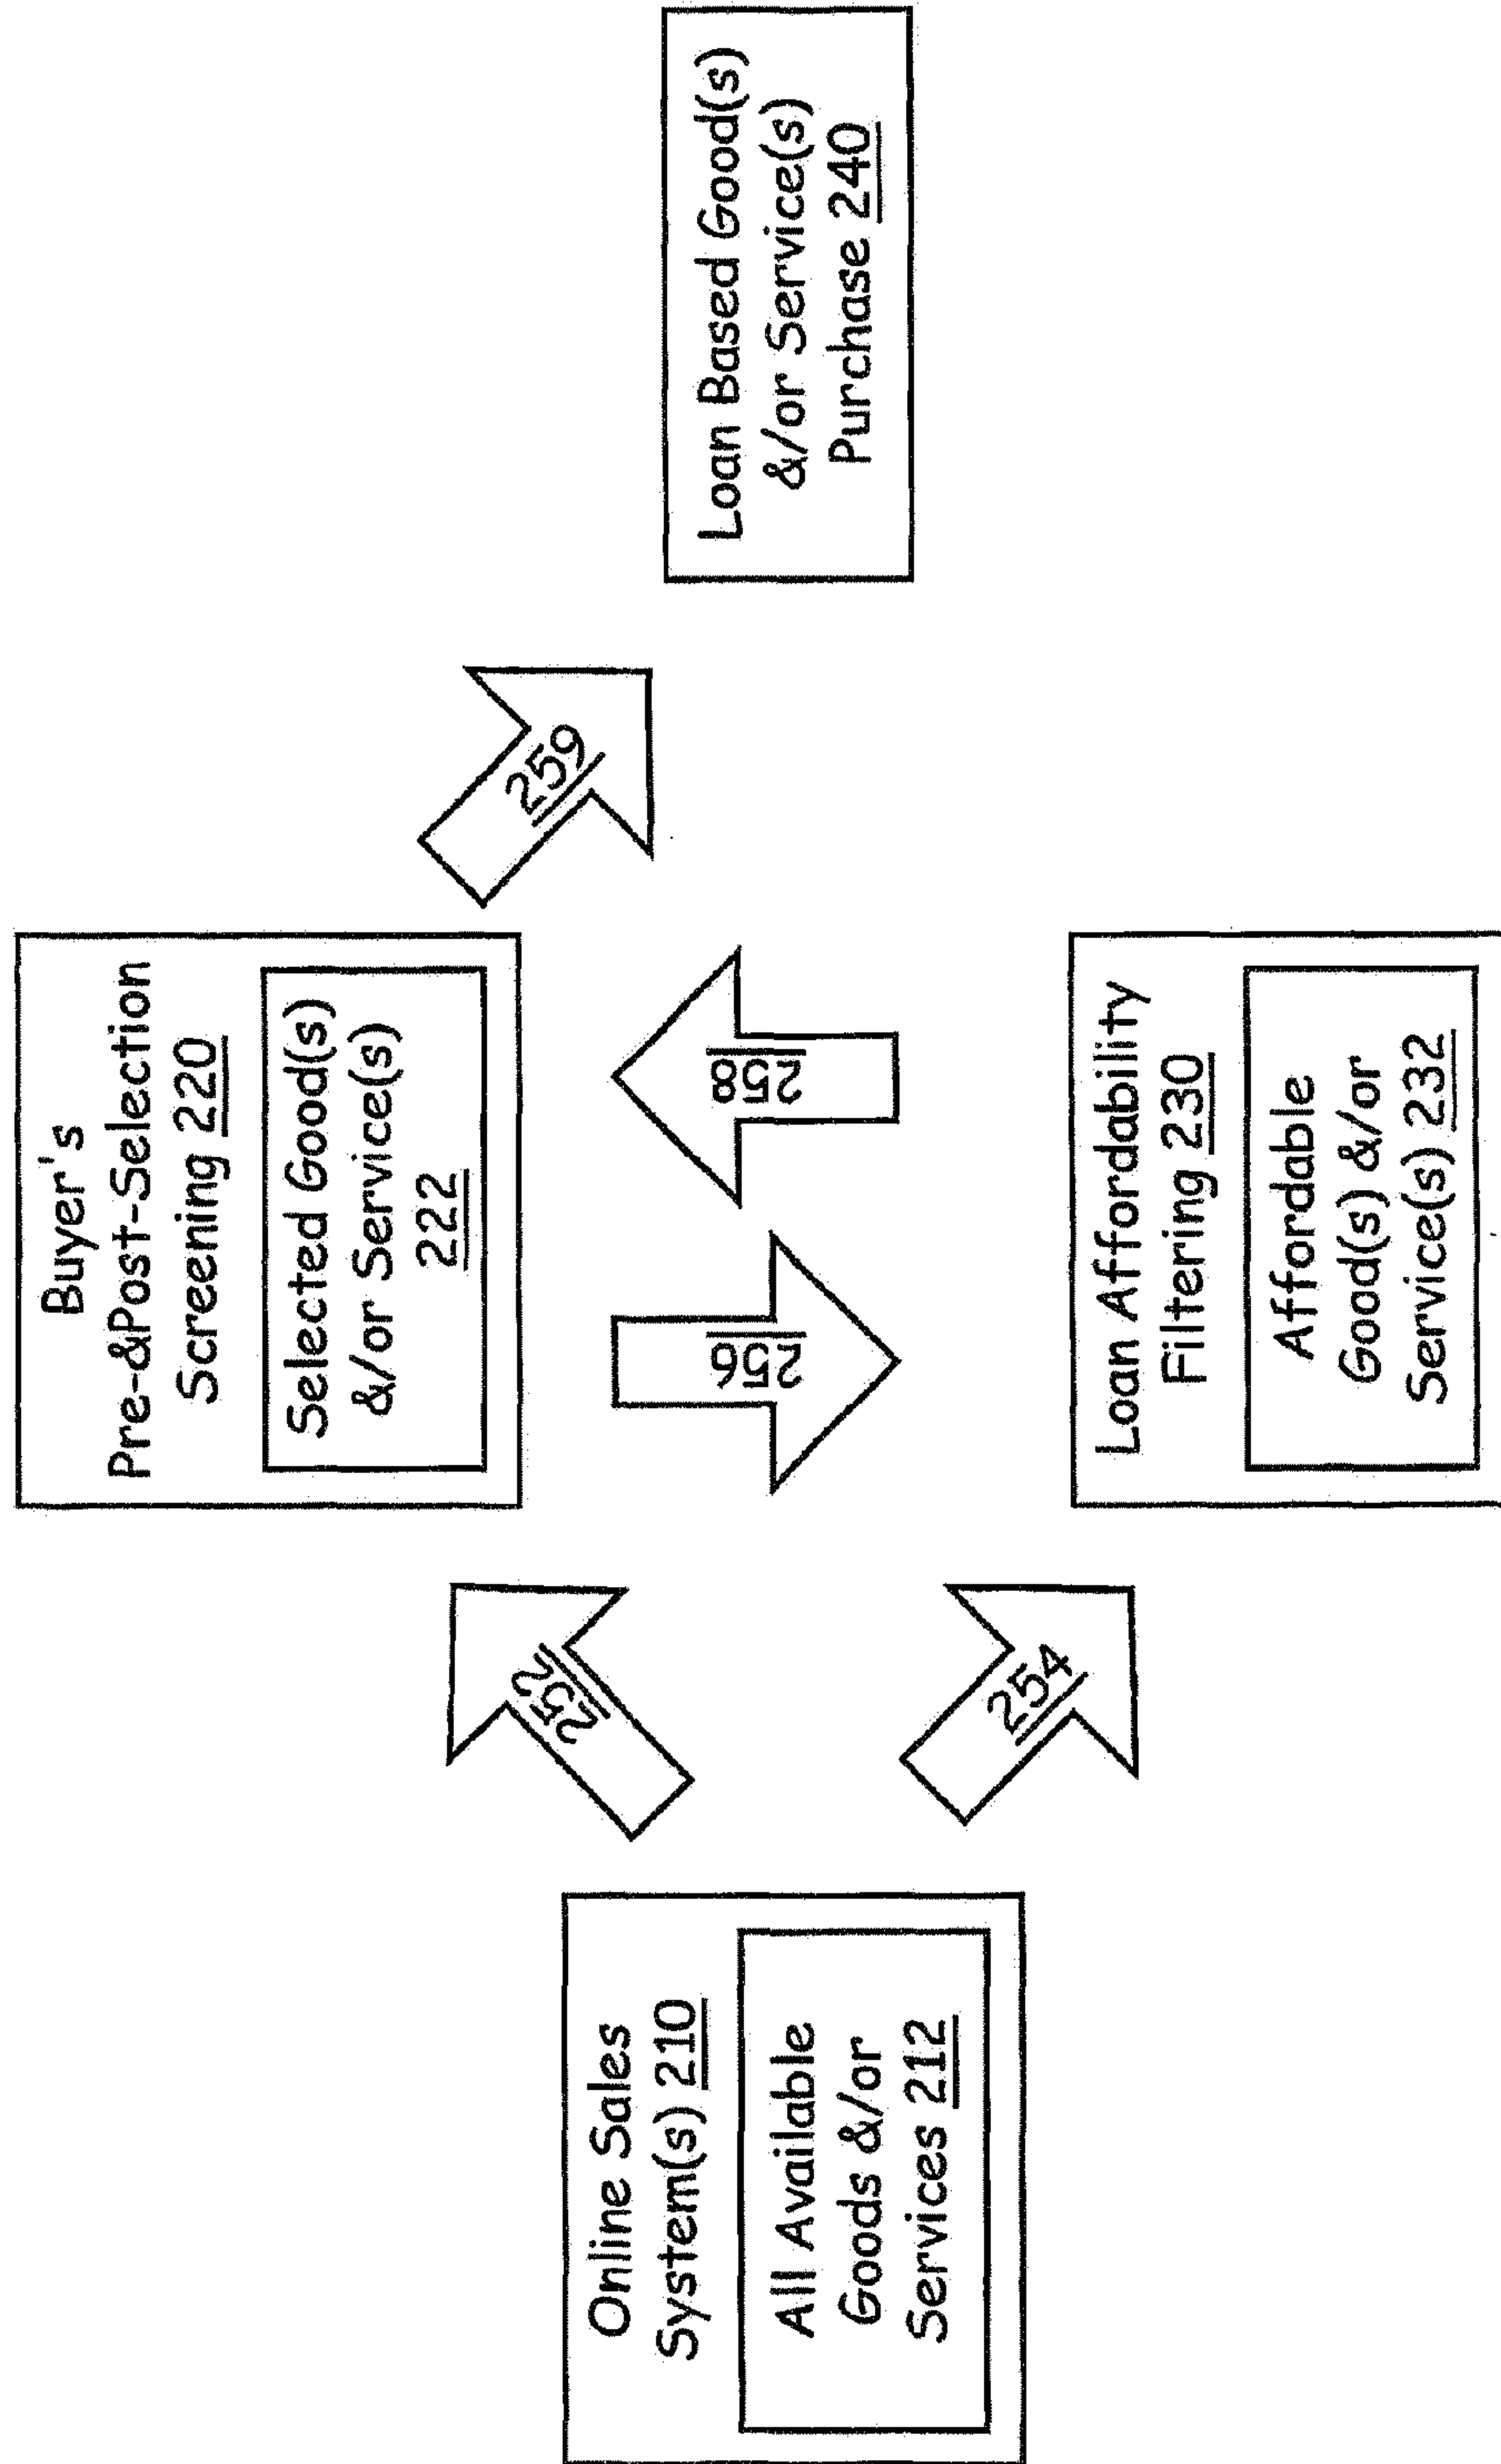 Online Sales
System(s) 210
All Available
Goods &/or
Services 212
252
254
Buyer's
Pre-&Post-Selection
Screening 220
Selected Good(s)
&/or Service(s)
222
256
258
Loan Affordability
Filtering 230
Affordable
Good(s) &/or
Service(s) 232
259
Loan Based Good(s)
&/or Service(s)
Purchase 240